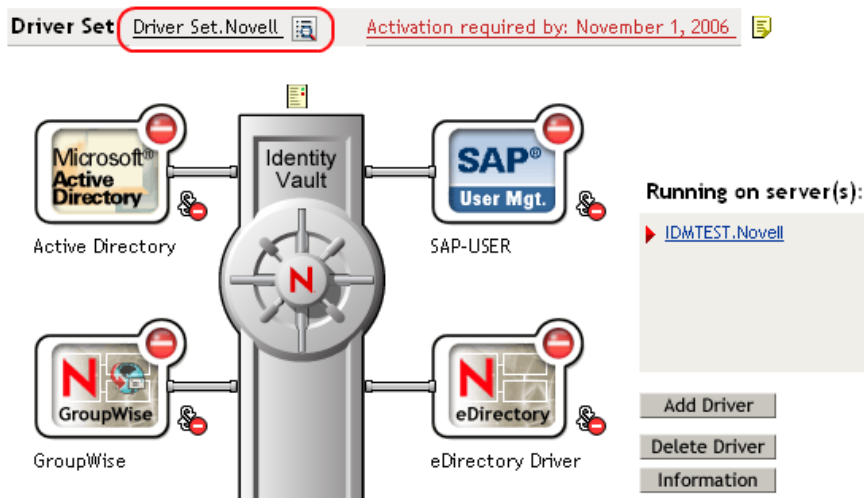 Driver Set Driver Set.Novell Activation required by: November 1, 2006
Microsoft®
Active
Directory
Active Directory
Identity
Vault
SAP®
User Mgt.
SAP-USER
N
Running on server(s):
IDMTEST.Novell
N
GroupWise
GroupWise
N
eDirectory
eDirectory Driver
Add Driver
Delete Driver
Information